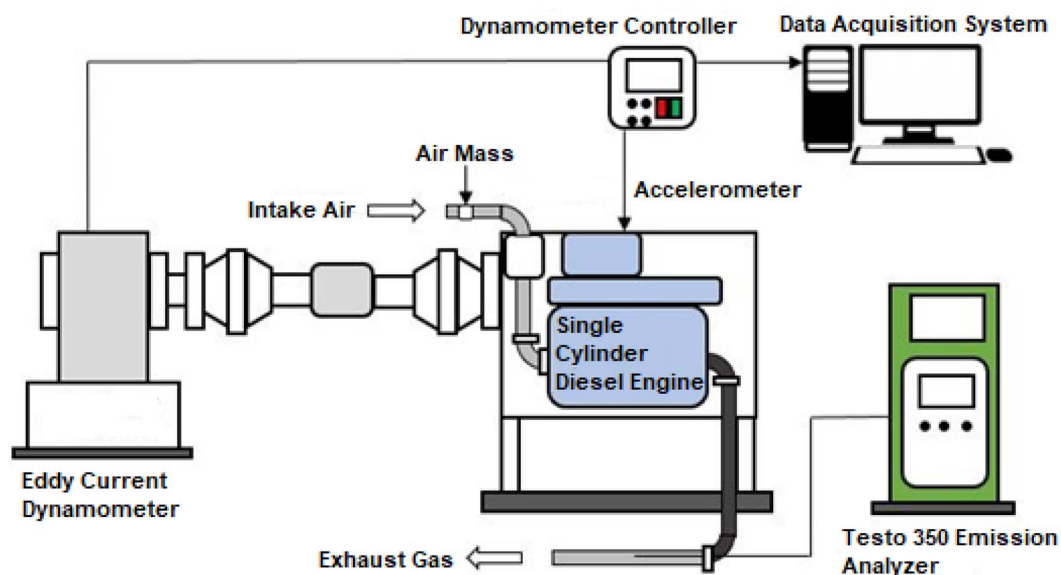 Dynamometer Controller
Data Acquisition System
Air Mass
Accelerometer
Intake Air
Single
Cylinder
Diesel Engine
Eddy Current
Dynamometer
Exhaust Gas
Testo 350 Emission
Analyzer